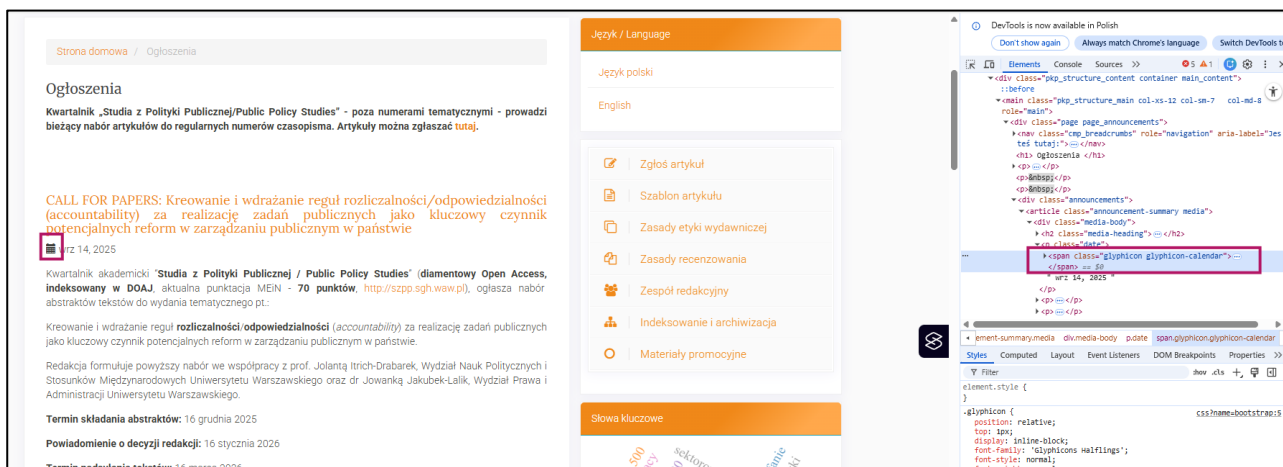 Strona domowa / Ogłoszenia
Ogłoszenia
Kwartalnik „Studia z Polityki Publicznej/Public Policy Studies" - poza numerami tematycznymi - prowadzi
bieżący nabór artykułów do regularnych numerów czasopisma. Artykuły można zgłaszać tutaj.
CALL FOR PAPERS: Kreowanie i wdrażanie reguł rozliczalności/odpowiedzialności
(accountability) za realizację zadań publicznych jako kluczowy czynnik
potencjalnych reform w zarządzaniu publicznym w państwie
wrz 14, 2025
Kwartalnik akademicki "Studia z Polityki Publicznej / Public Policy Studies" (diamentowy Open Access,
indeksowany w DOAJ, aktualna punktacja MEiN - 70 punktów, http://szpp.sgh.waw.pl), ogłasza nabór
abstraktów tekstów do wydania tematycznego pt.:
Kreowanie i wdrażanie reguł rozliczalności/odpowiedzialności (accountability) za realizację zadań publicznych
jako kluczowy czynnik potencjalnych reform w zarządzaniu publicznym w państwie.
Redakcja formułuje powyższy nabór we współpracy z prof. Jolantą Itrich-Drabarek, Wydział Nauk Politycznych i
Stosunków Międzynarodowych Uniwersytetu Warszawskiego oraz dr Jowanką Jakubek-Lalik, Wydział Prawa i
Administracji Uniwersytetu Warszawskiego.
Termin składania abstraktów: 16 grudnia 2025
Powiadomienie o decyzji redakcji: 16 stycznia 2026
Język / Language
Język polski
English
Zgłoś artykuł
Szablon artykułu
Zasady etyki wydawniczej
Zasady recenzowania
Zespół redakcyjny
Indeksowanie i archiwizacja
Materiały promocyjne
Słowa kluczowe
500
DevTools is now available in Polish
Don't show again Always match Chrome's language Switch DevTools t
Elements Console Sources 5 1
<div class="pkp_structure_content container main_content">
::before
<main class="pkp_structure_main col-xs-12 col-sm-7 col-md-8
role="main">
<div class="page page_announcements">
<nav class="cmp_breadcrumbs" role="navigation" aria-label="Jes
teś tutaj:">…</nav>
<h1> Ogłoszenia </h1>
<p>…</p>
<p>&nbsp;</p>
<p>&nbsp;</p>
<div class="announcements">
<article class="announcement-summary media">
<div class="media-body">
<h2 class="media-heading">…</h2>
<p class="date">
<span class="glyphicon glyphicon-calendar">…
</span> == $0
" wrz 14, 2025 "
</p>
<p>…</p>
<p>…</p>
ement-summary.media div.media-body p.date span.glyphicon.glyphicon-calendar
Styles Computed Layout Event Listeners DOM Breakpoints Properties
Filter :hov .cls
element.style {
}
.glyphicon { css?name=bootstrap:5
position: relative;
top: 1px;
display: inline-block;
font-family: 'Glyphicons Halflings';
font-style: normal;